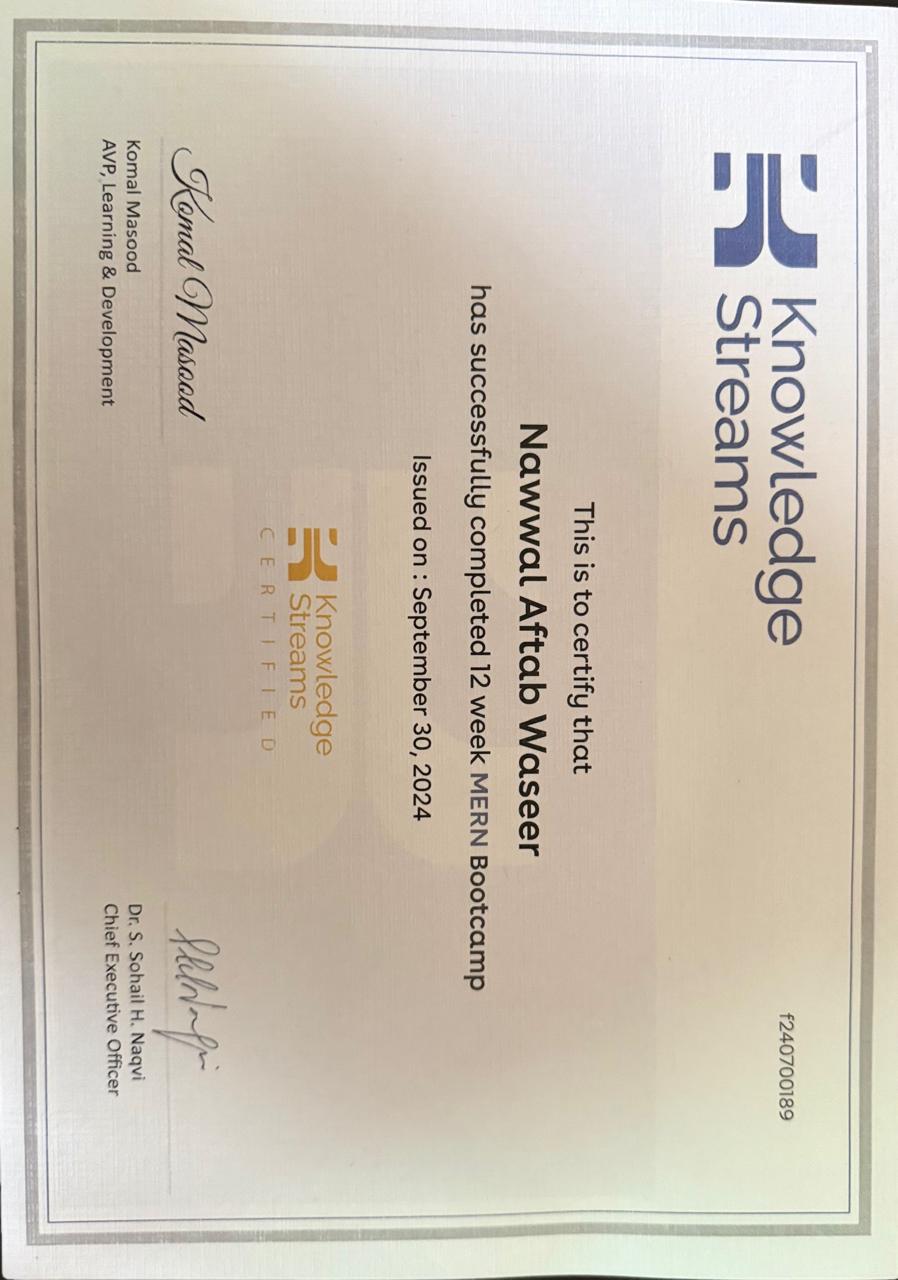 Knowledge
Streams
f240700189
This is to certify that
Nawwal Aftab Waseer
has successfully completed 12 week MERN Bootcamp
Issued on : September 30, 2024
Knowledge
Streams
CERTIFIED
Komal Masood
Komal Masood
AVP, Learning & Development
Dr. S. Sohail H. Naqvi
Chief Executive Officer